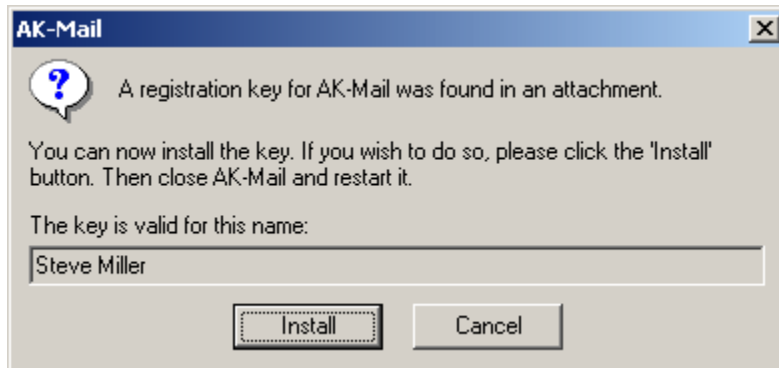 AK-Mail
A registration key for AK-Mail was found in an attachment.
You can now install the key. If you wish to do so, please click the 'Install'
button. Then close AK-Mail and restart it.
The key is valid for this name:
Steve Miller
Install Cancel